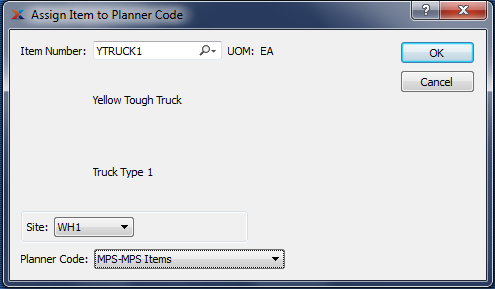 Assign Item to Planner Code
Item Number: YTRUCK1 UOM: EA
OK
Cancel
Yellow Tough Truck
Truck Type 1
Site: WH1
Planner Code: MPS-MPS Items